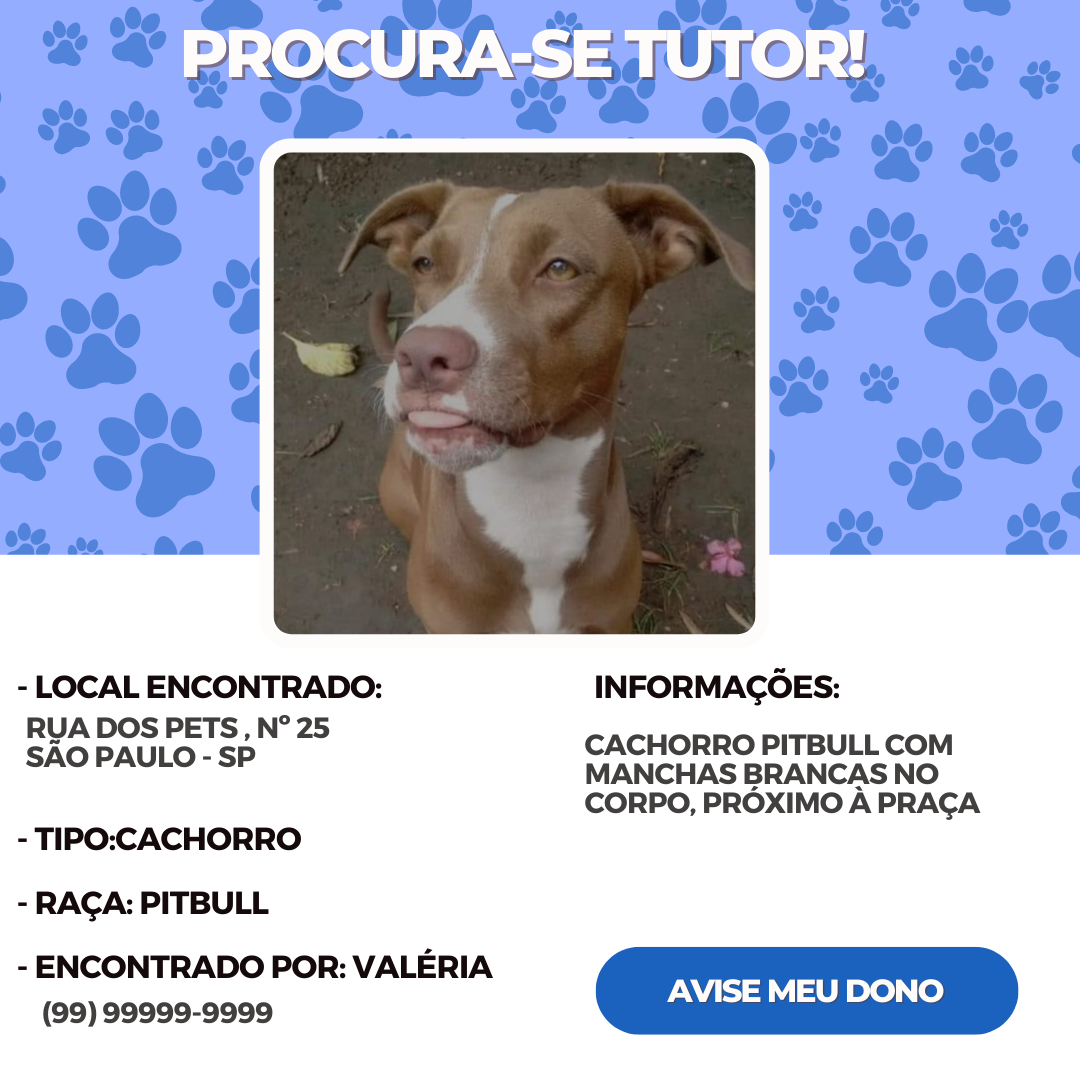 PROCURA-SE TUTOR!
- LOCAL ENCONTRADO:
RUA DOS PETS , Nº 25
SÃO PAULO - SP
- TIPO:CACHORRO
- RAÇA: PITBULL
- ENCONTRADO POR: VALÉRIA
(99) 99999-9999
INFORMAÇÕES:
CACHORRO PITBULL COM
MANCHAS BRANCAS NO
CORPO, PRÓXIMO À PRAÇA
AVISE MEU DONO